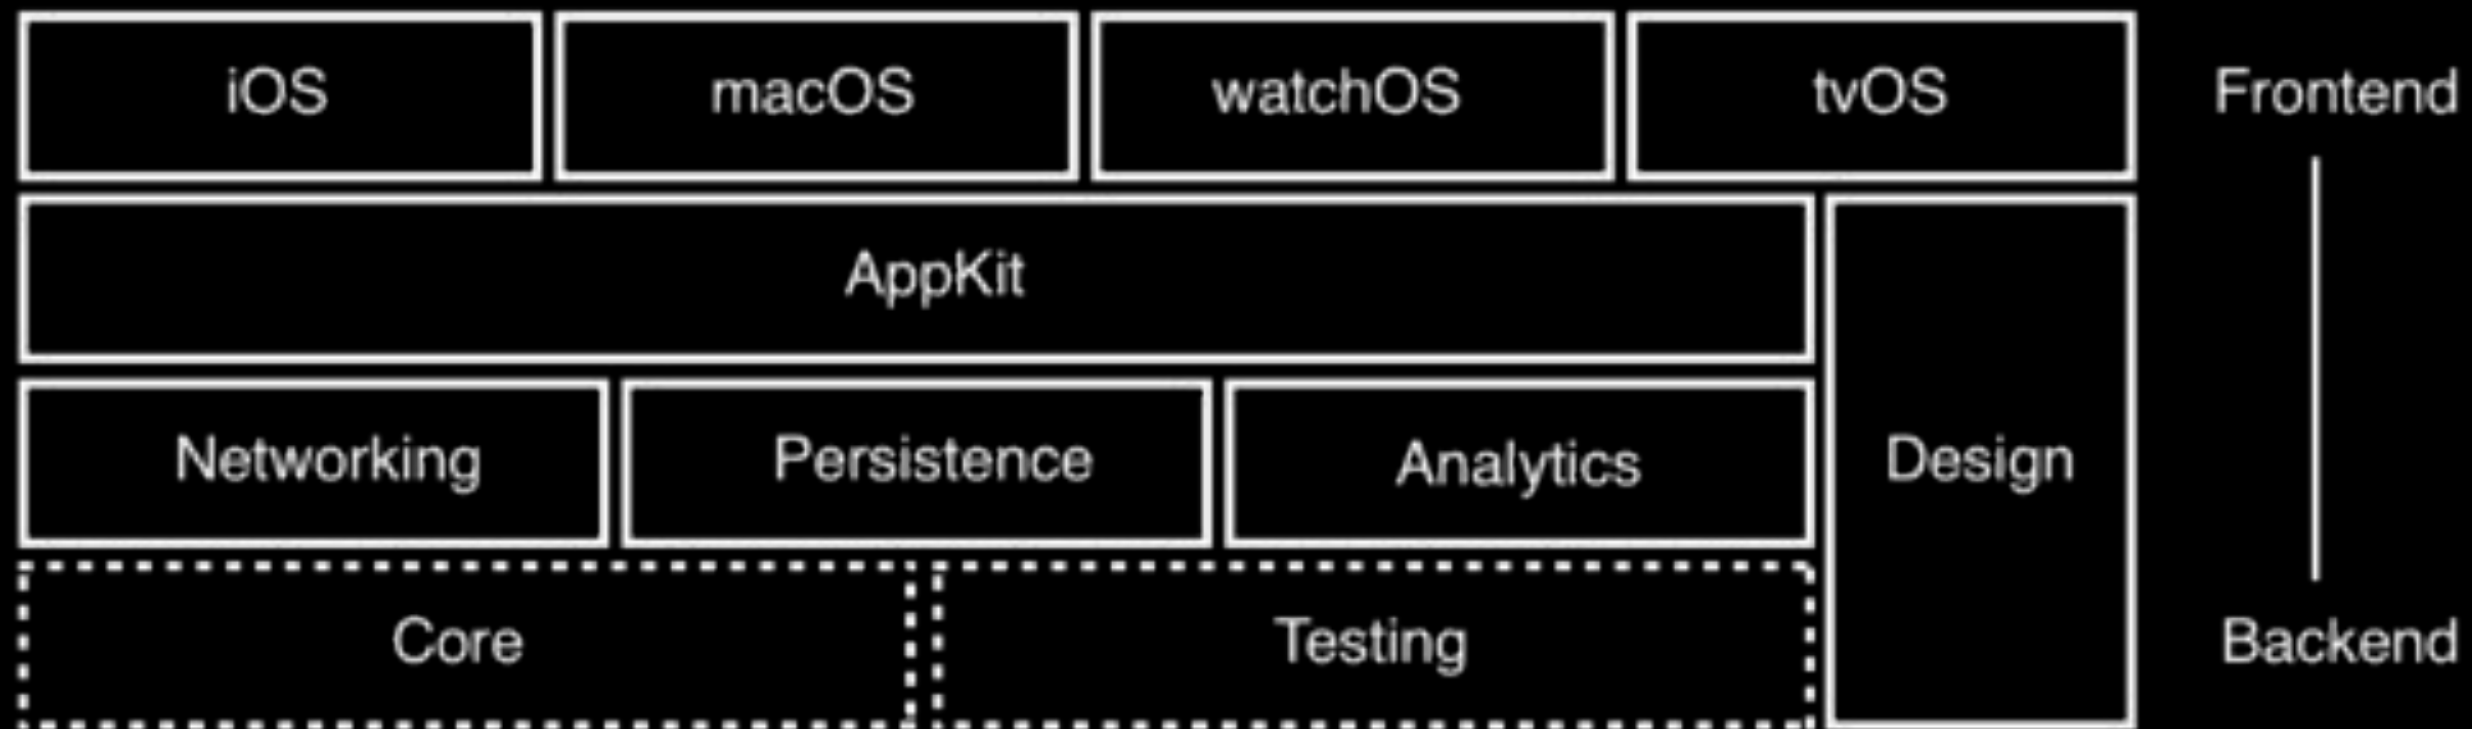 iOS
macOS
watchOS
tvOS
Frontend
AppKit
Networking
Persistence
Analytics
Design
Core
Testing
Backend